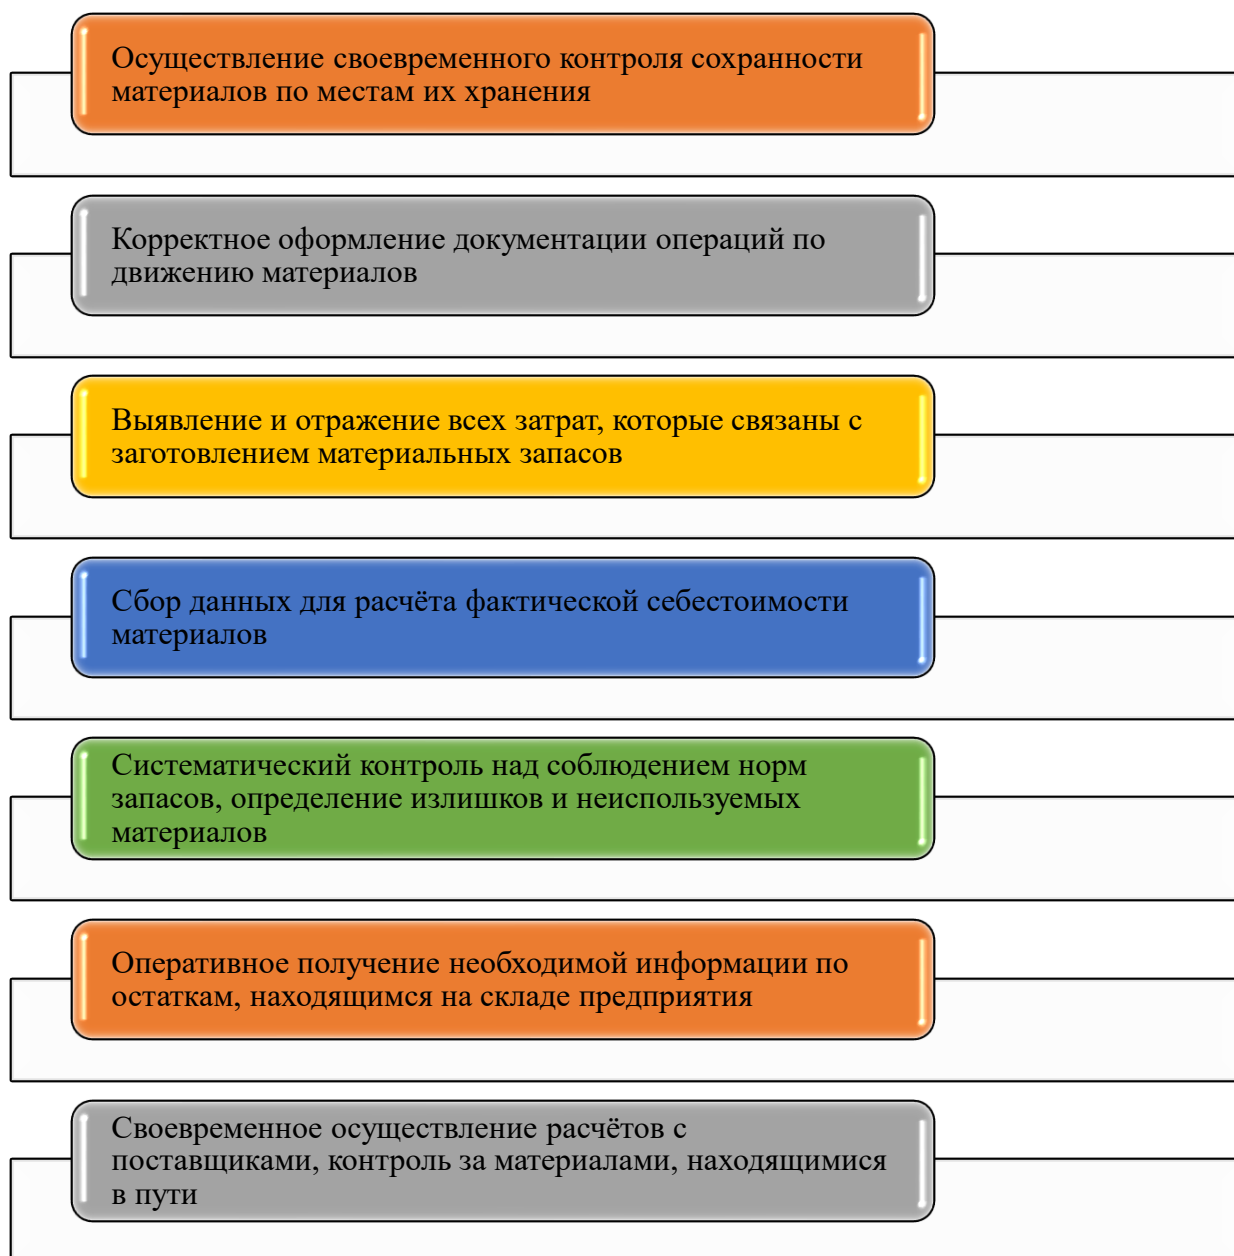 Осуществление своевременного контроля сохранности
материалов по местам их хранения
Корректное оформление документации операций по
движению материалов
Выявление и отражение всех затрат, которые связаны с
заготовлением материальных запасов
Сбор данных для расчёта фактической себестоимости
материалов
Систематический контроль над соблюдением норм
запасов, определение излишков и неиспользуемых
материалов
Оперативное получение необходимой информации по
остаткам, находящимся на складе предприятия
Своевременное осуществление расчётов с
поставщиками, контроль за материалами, находящимися
в пути